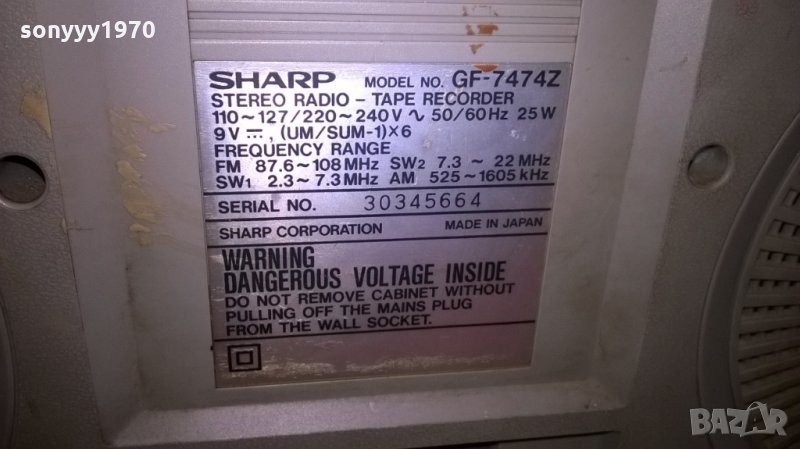 sonyyy1970
SHARP MODEL NO. GF-7474Z
STEREO RADIO – TAPE RECORDER
110~127/220~240V ∿ 50/60Hz 25W
9V ⎓, (UM/SUM-1)×6
FREQUENCY RANGE
FM 87.6~108MHz SW2 7.3 ~ 22MHz
SW1 2.3~7.3MHz AM 525~1605kHz
SERIAL NO. 30345664
SHARP CORPORATION MADE IN JAPAN
WARNING
DANGEROUS VOLTAGE INSIDE
DO NOT REMOVE CABINET WITHOUT
PULLING OFF THE MAINS PLUG
FROM THE WALL SOCKET.
BAZAR